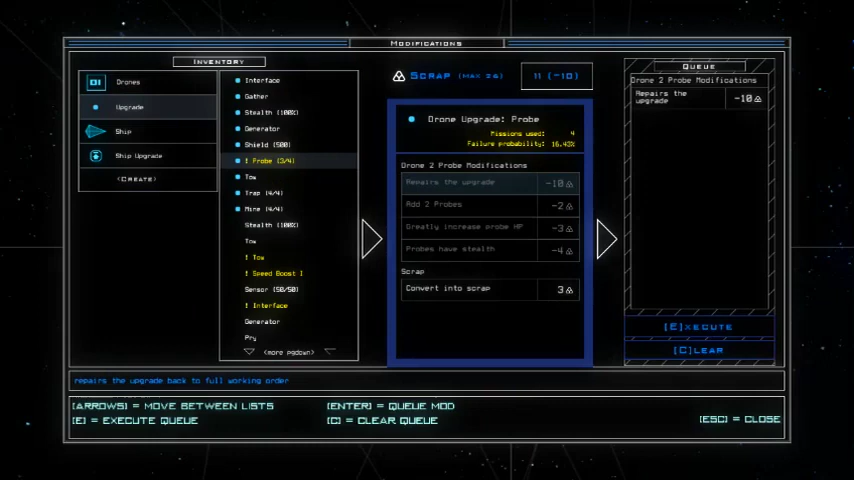 MODIFICATIONS
INVENTORY
Drones
Upgrade
Ship
Ship Upgrade
<CREATE>
Interface
Gather
Stealth (100%)
Generator
Shield (500)
! Probe (3/4)
Tow
Trap (4/4)
Mine (4/4)
Stealth (100%)
Tow
! Tow
! Speed Boost I
Sensor (50/50)
! Interface
Generator
Pry
<more pgdown>
SCRAP (MAX 26)
11 (-10)
Drone Upgrade: Probe
Missions used: 4
Failure probability: 16.43%
Drone 2 Probe Modifications
Repairs the upgrade -10
Add 2 Probes -2
Greatly increase probe HP -3
Probes have stealth -4
Scrap
Convert into scrap 3
QUEUE
Drone 2 Probe Modifications
Repairs the upgrade -10
[E]XECUTE
[C]LEAR
repairs the upgrade back to full working order
[ARROWS] = MOVE BETWEEN LISTS
[ENTER] = QUEUE MOD
[E] = EXECUTE QUEUE
[C] = CLEAR QUEUE
[ESC] = CLOSE